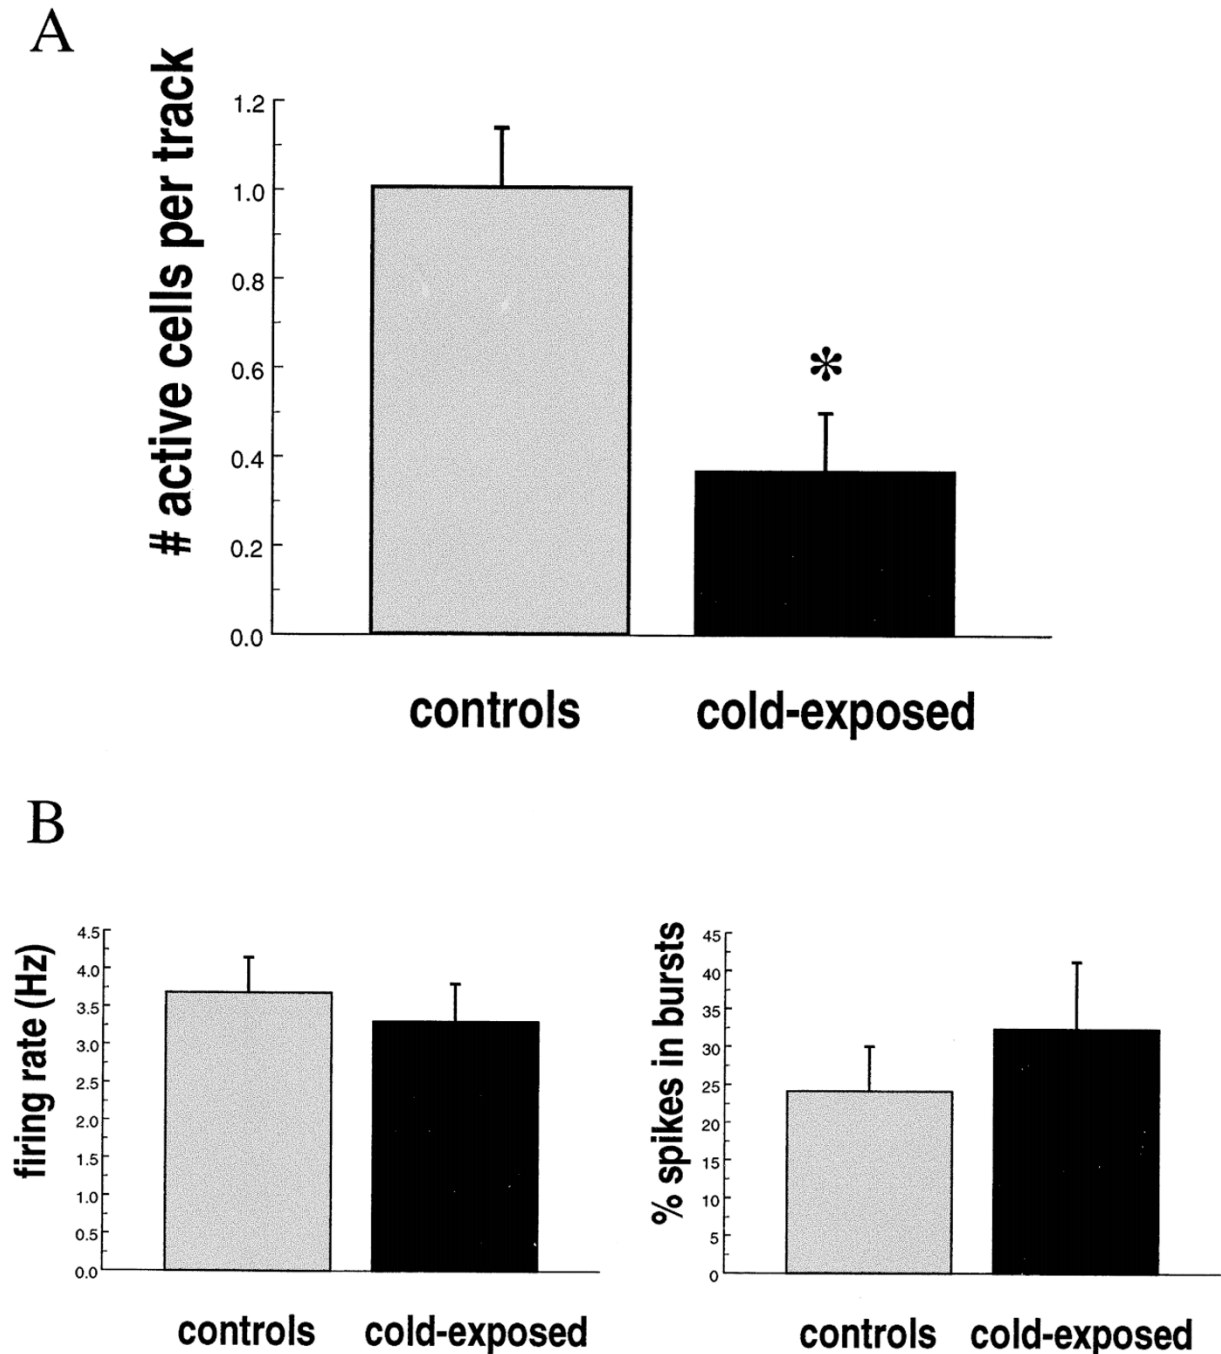 A
# active cells per track
1.2
1.0
0.8
0.6
0.4
0.2
0.0
*
controls
cold-exposed
B
firing rate (Hz)
4.5
4.0
3.5
3.0
2.5
2.0
1.5
1.0
0.5
0.0
controls
cold-exposed
% spikes in bursts
45
40
35
30
25
20
15
10
5
0
controls
cold-exposed